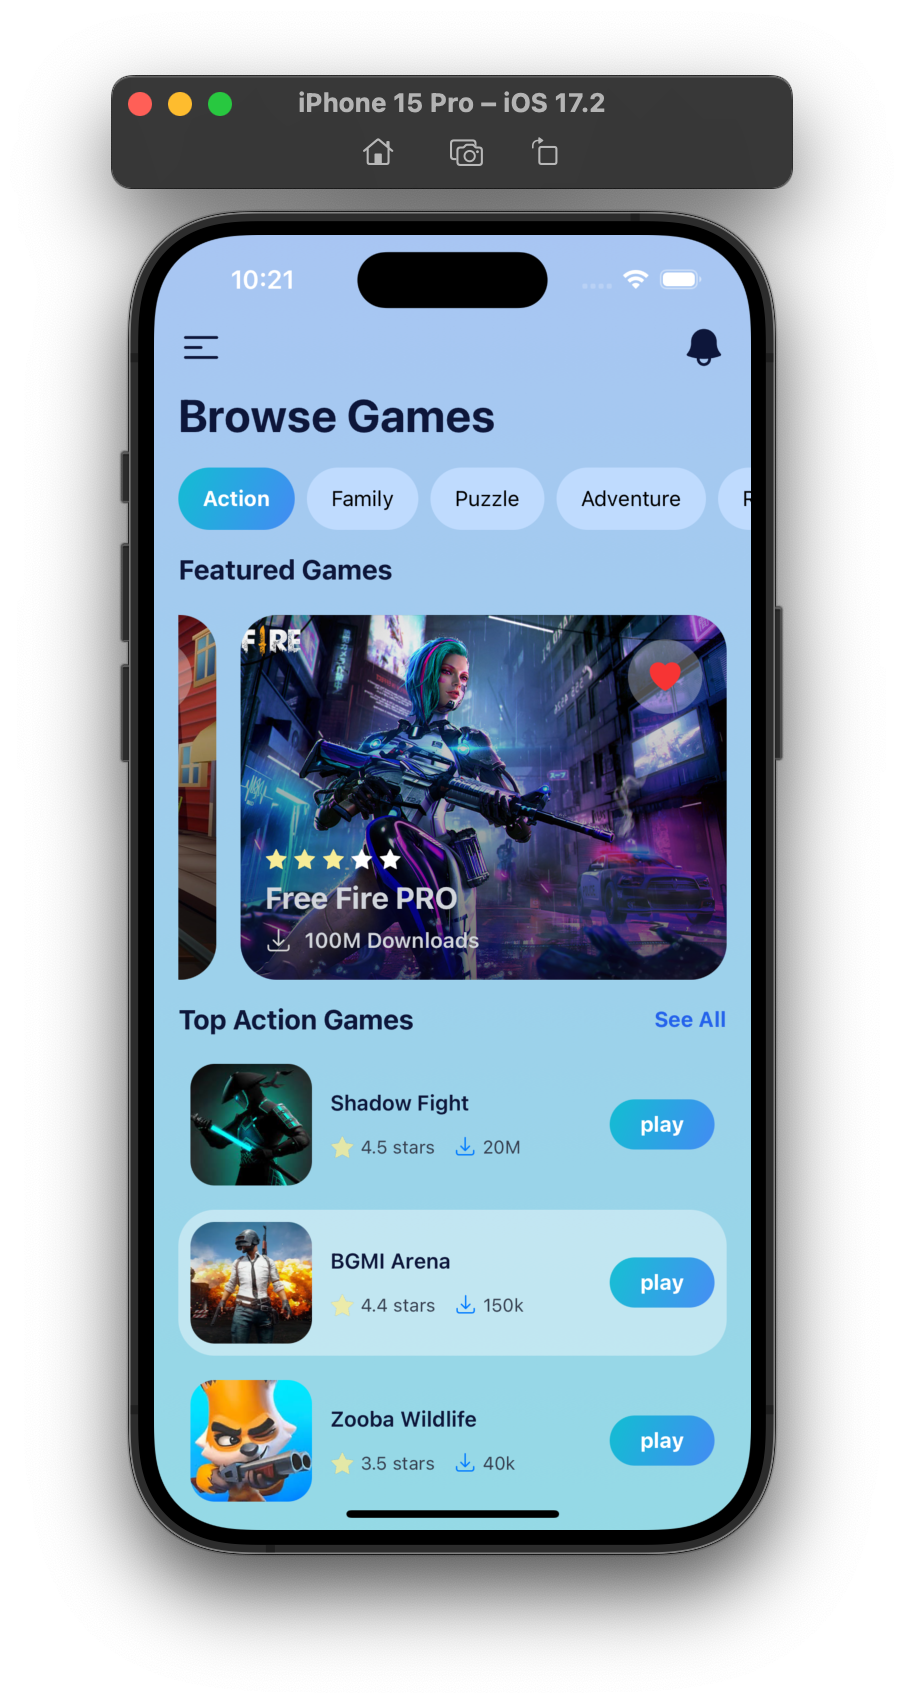 iPhone 15 Pro – iOS 17.2
10:21
Browse Games
Action Family Puzzle Adventure R
Featured Games
FIRE
Free Fire PRO
100M Downloads
Top Action Games See All
Shadow Fight
4.5 stars 20M
play
BGMI Arena
4.4 stars 150k
play
Zooba Wildlife
3.5 stars 40k
play